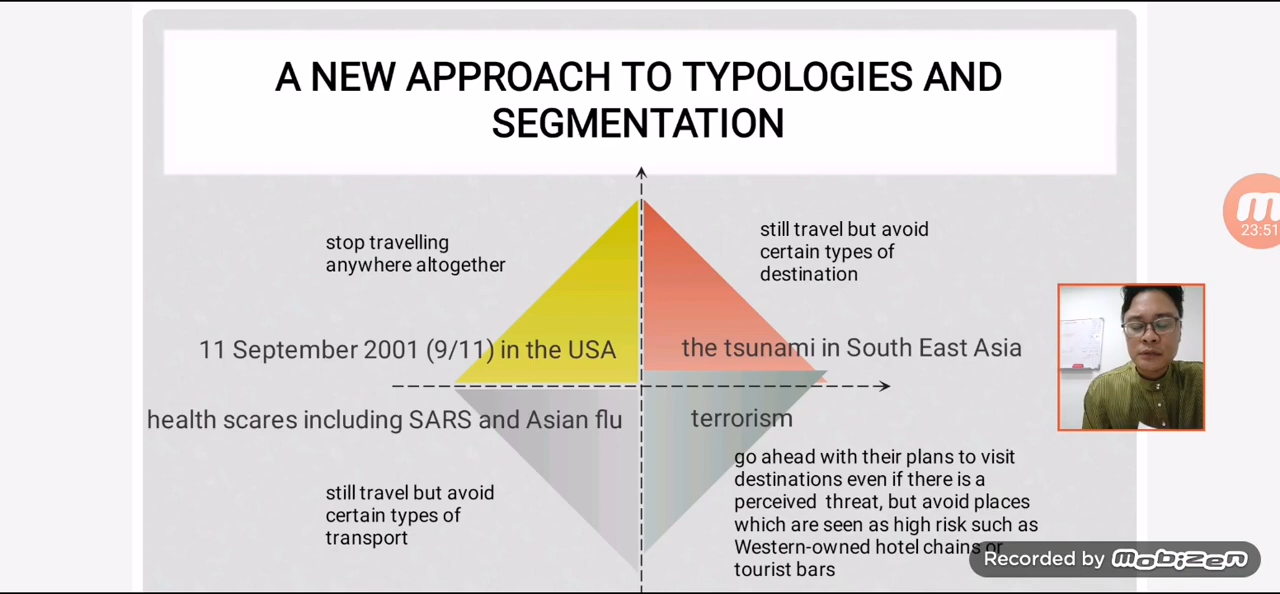 A NEW APPROACH TO TYPOLOGIES AND
SEGMENTATION
stop travelling
anywhere altogether
still travel but avoid
certain types of
destination
11 September 2001 (9/11) in the USA
the tsunami in South East Asia
health scares including SARS and Asian flu
terrorism
still travel but avoid
certain types of
transport
go ahead with their plans to visit
destinations even if there is a
perceived threat, but avoid places
which are seen as high risk such as
Western-owned hotel chains or
tourist bars
23:51
Recorded by mobizen